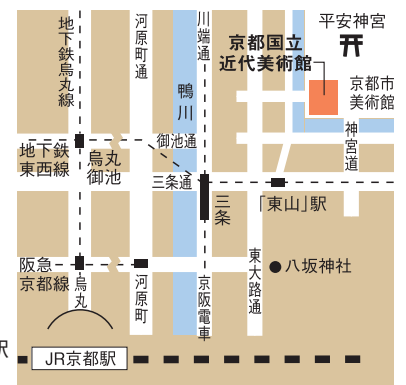 地下鉄烏丸線
河原町通
川端通
平安神宮
京都国立
近代美術館
鴨川
京都市
美術館
神宮道
御池通
地下鉄
東西線
烏丸
御池
三条通
三条
「東山」駅
阪急
京都線
烏丸
河原町
京阪電車
東大路通
八坂神社
駅
JR京都駅